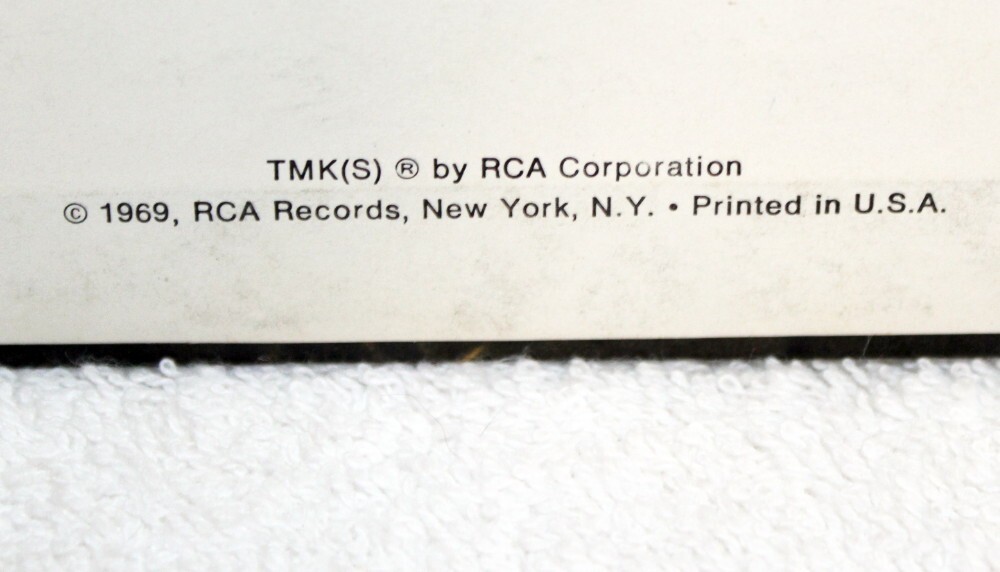 TMK(S) ® by RCA Corporation
© 1969, RCA Records, New York, N.Y. • Printed in U.S.A.